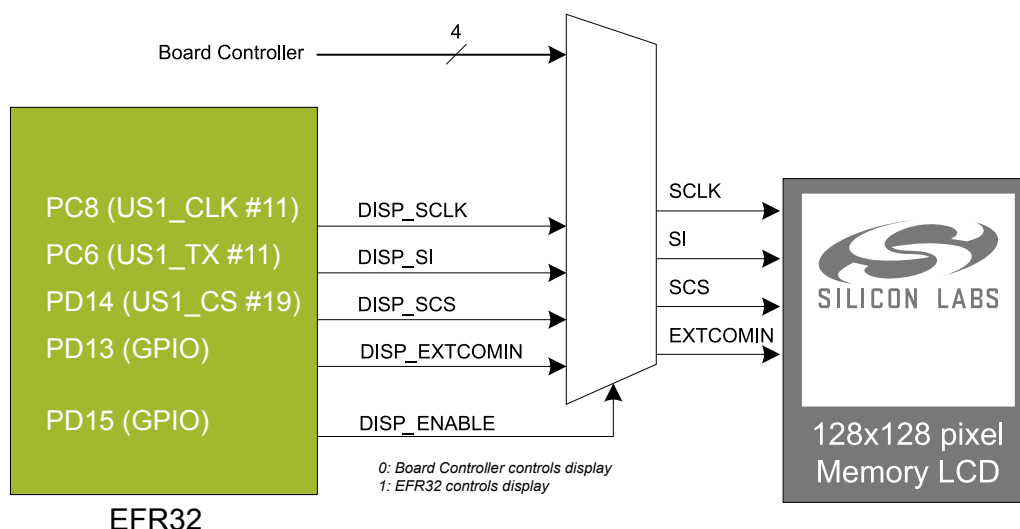 4
Board Controller
PC8 (US1_CLK #11)
DISP_SCLK
SCLK
PC6 (US1_TX #11)
DISP_SI
SI
PD14 (US1_CS #19)
DISP_SCS
SCS
SILICON LABS
PD13 (GPIO)
DISP_EXTCOMIN
EXTCOMIN
PD15 (GPIO)
DISP_ENABLE
128x128 pixel
Memory LCD
0: Board Controller controls display
1: EFR32 controls display
EFR32